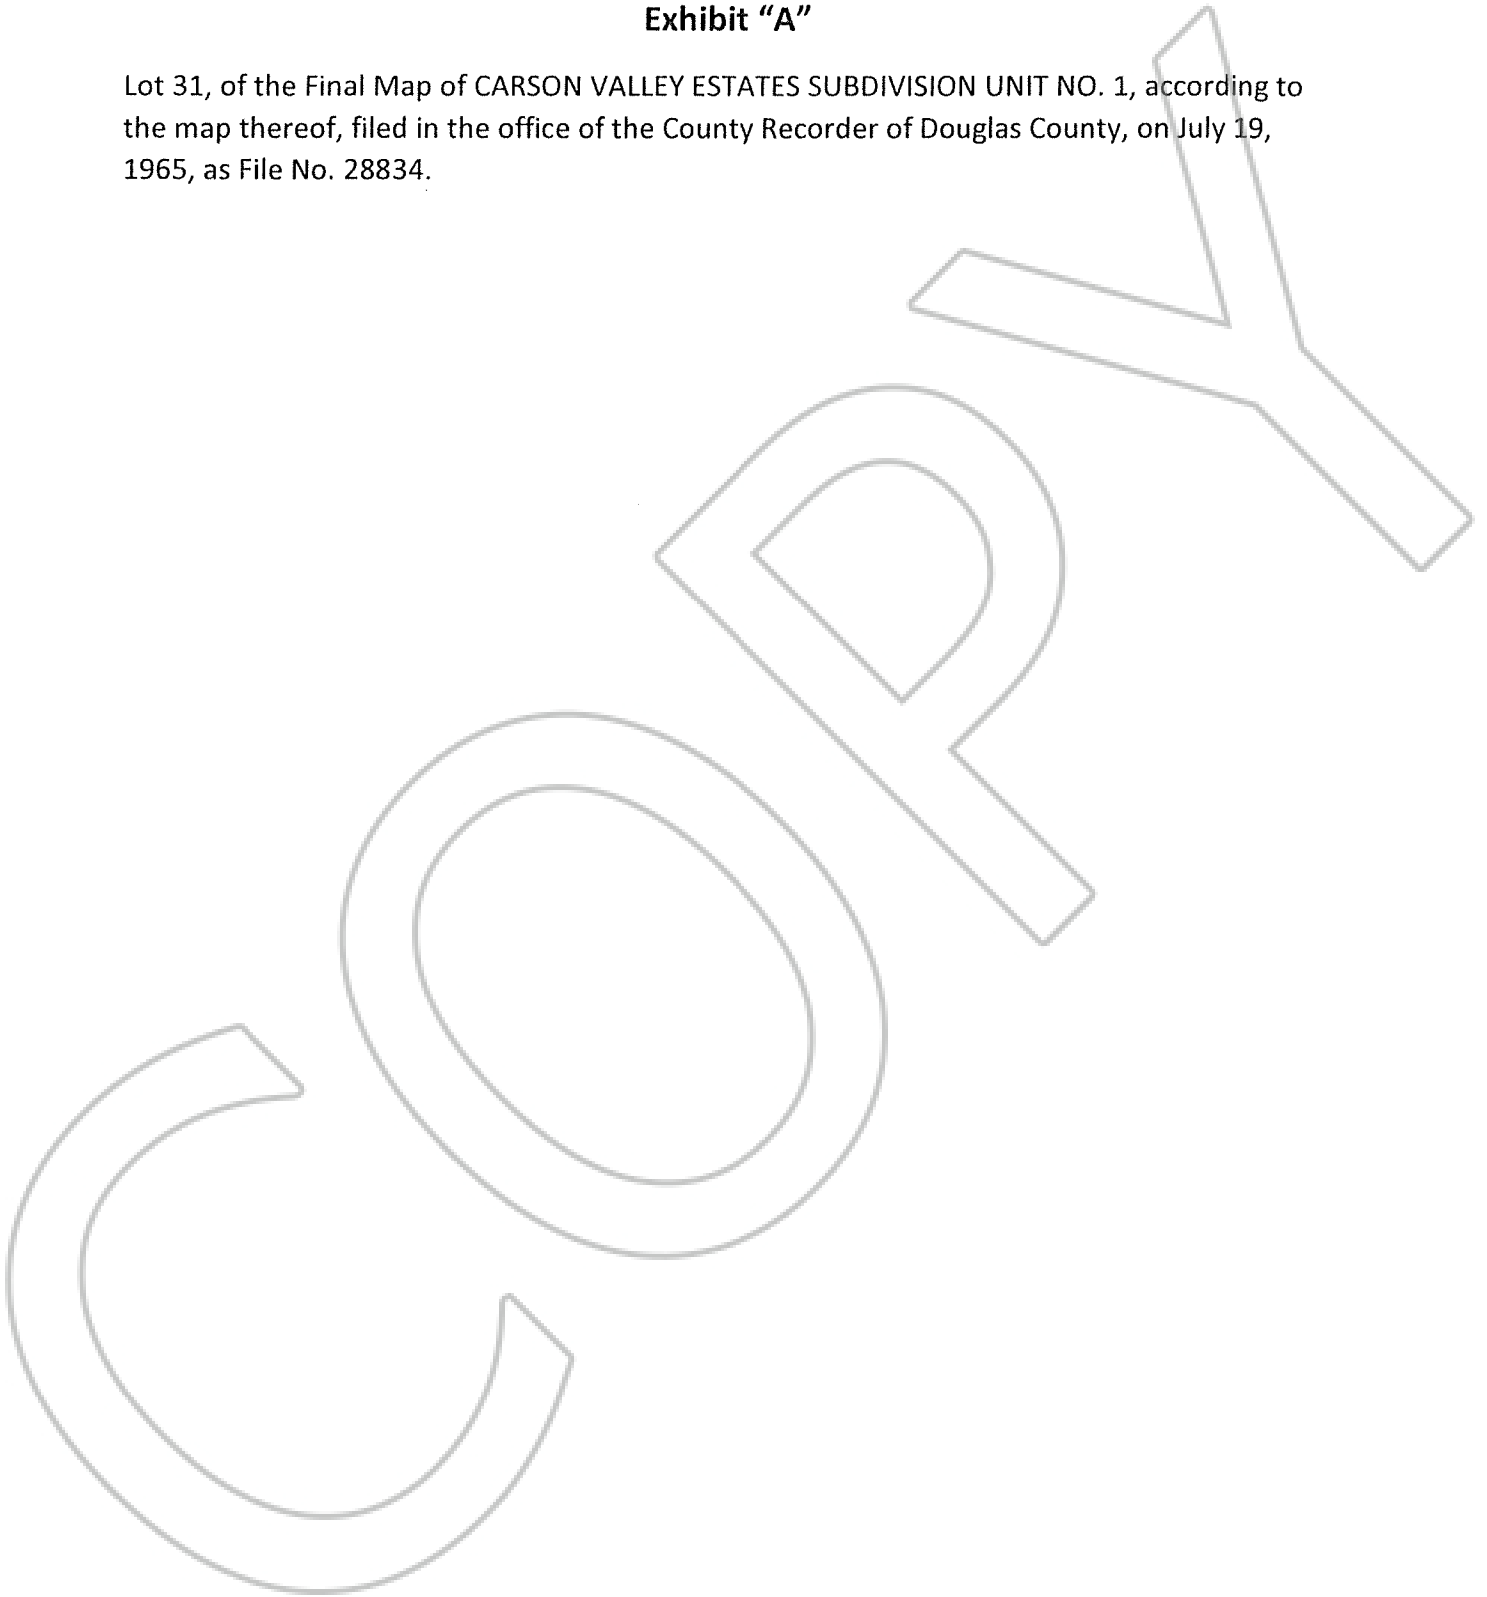 Exhibit “A”
Lot 31, of the Final Map of CARSON VALLEY ESTATES SUBDIVISION UNIT NO. 1, according to
the map thereof, filed in the office of the County Recorder of Douglas County, on July 19,
1965, as File No. 28834.
COPY